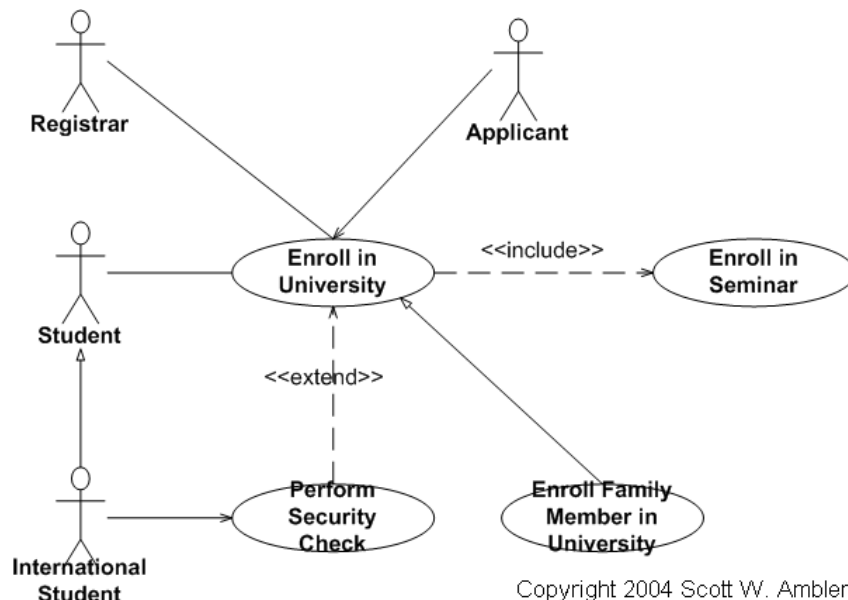 Registrar
Applicant
Enroll in
University
<<include>>
Enroll in
Seminar
Student
<<extend>>
Perform
Security
Check
Enroll Family
Member in
University
International
Student
Copyright 2004 Scott W. Ambler